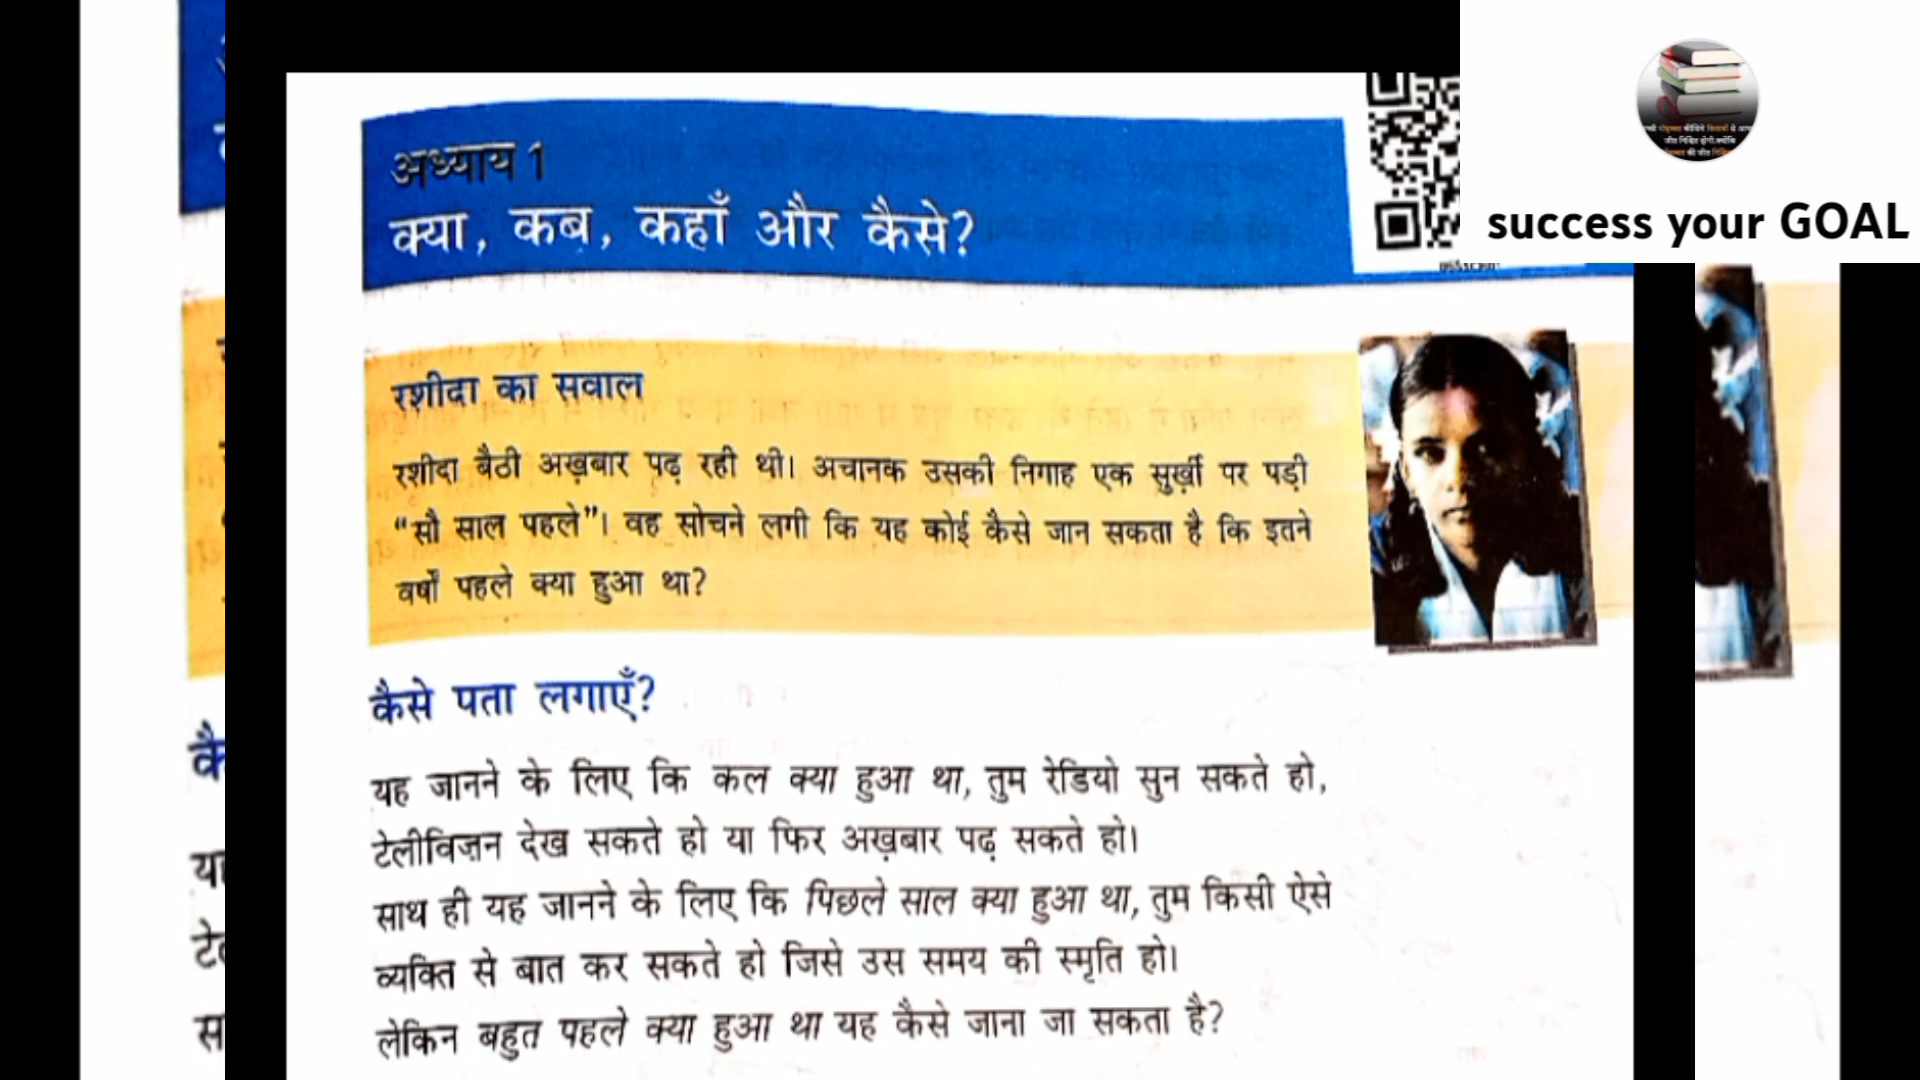 अध्याय 1
क्या, कब, कहाँ और कैसे?
success your GOAL
रशीदा का सवाल
रशीदा बैठी अख़बार पढ़ रही थी। अचानक उसकी निगाह एक सुर्ख़ी पर पड़ी
“सौ साल पहले”। वह सोचने लगी कि यह कोई कैसे जान सकता है कि इतने
वर्षों पहले क्या हुआ था?
कैसे पता लगाएँ?
यह जानने के लिए कि कल क्या हुआ था, तुम रेडियो सुन सकते हो,
टेलीविज़न देख सकते हो या फिर अख़बार पढ़ सकते हो।
साथ ही यह जानने के लिए कि पिछले साल क्या हुआ था, तुम किसी ऐसे
व्यक्ति से बात कर सकते हो जिसे उस समय की स्मृति हो।
लेकिन बहुत पहले क्या हुआ था यह कैसे जाना जा सकता है?